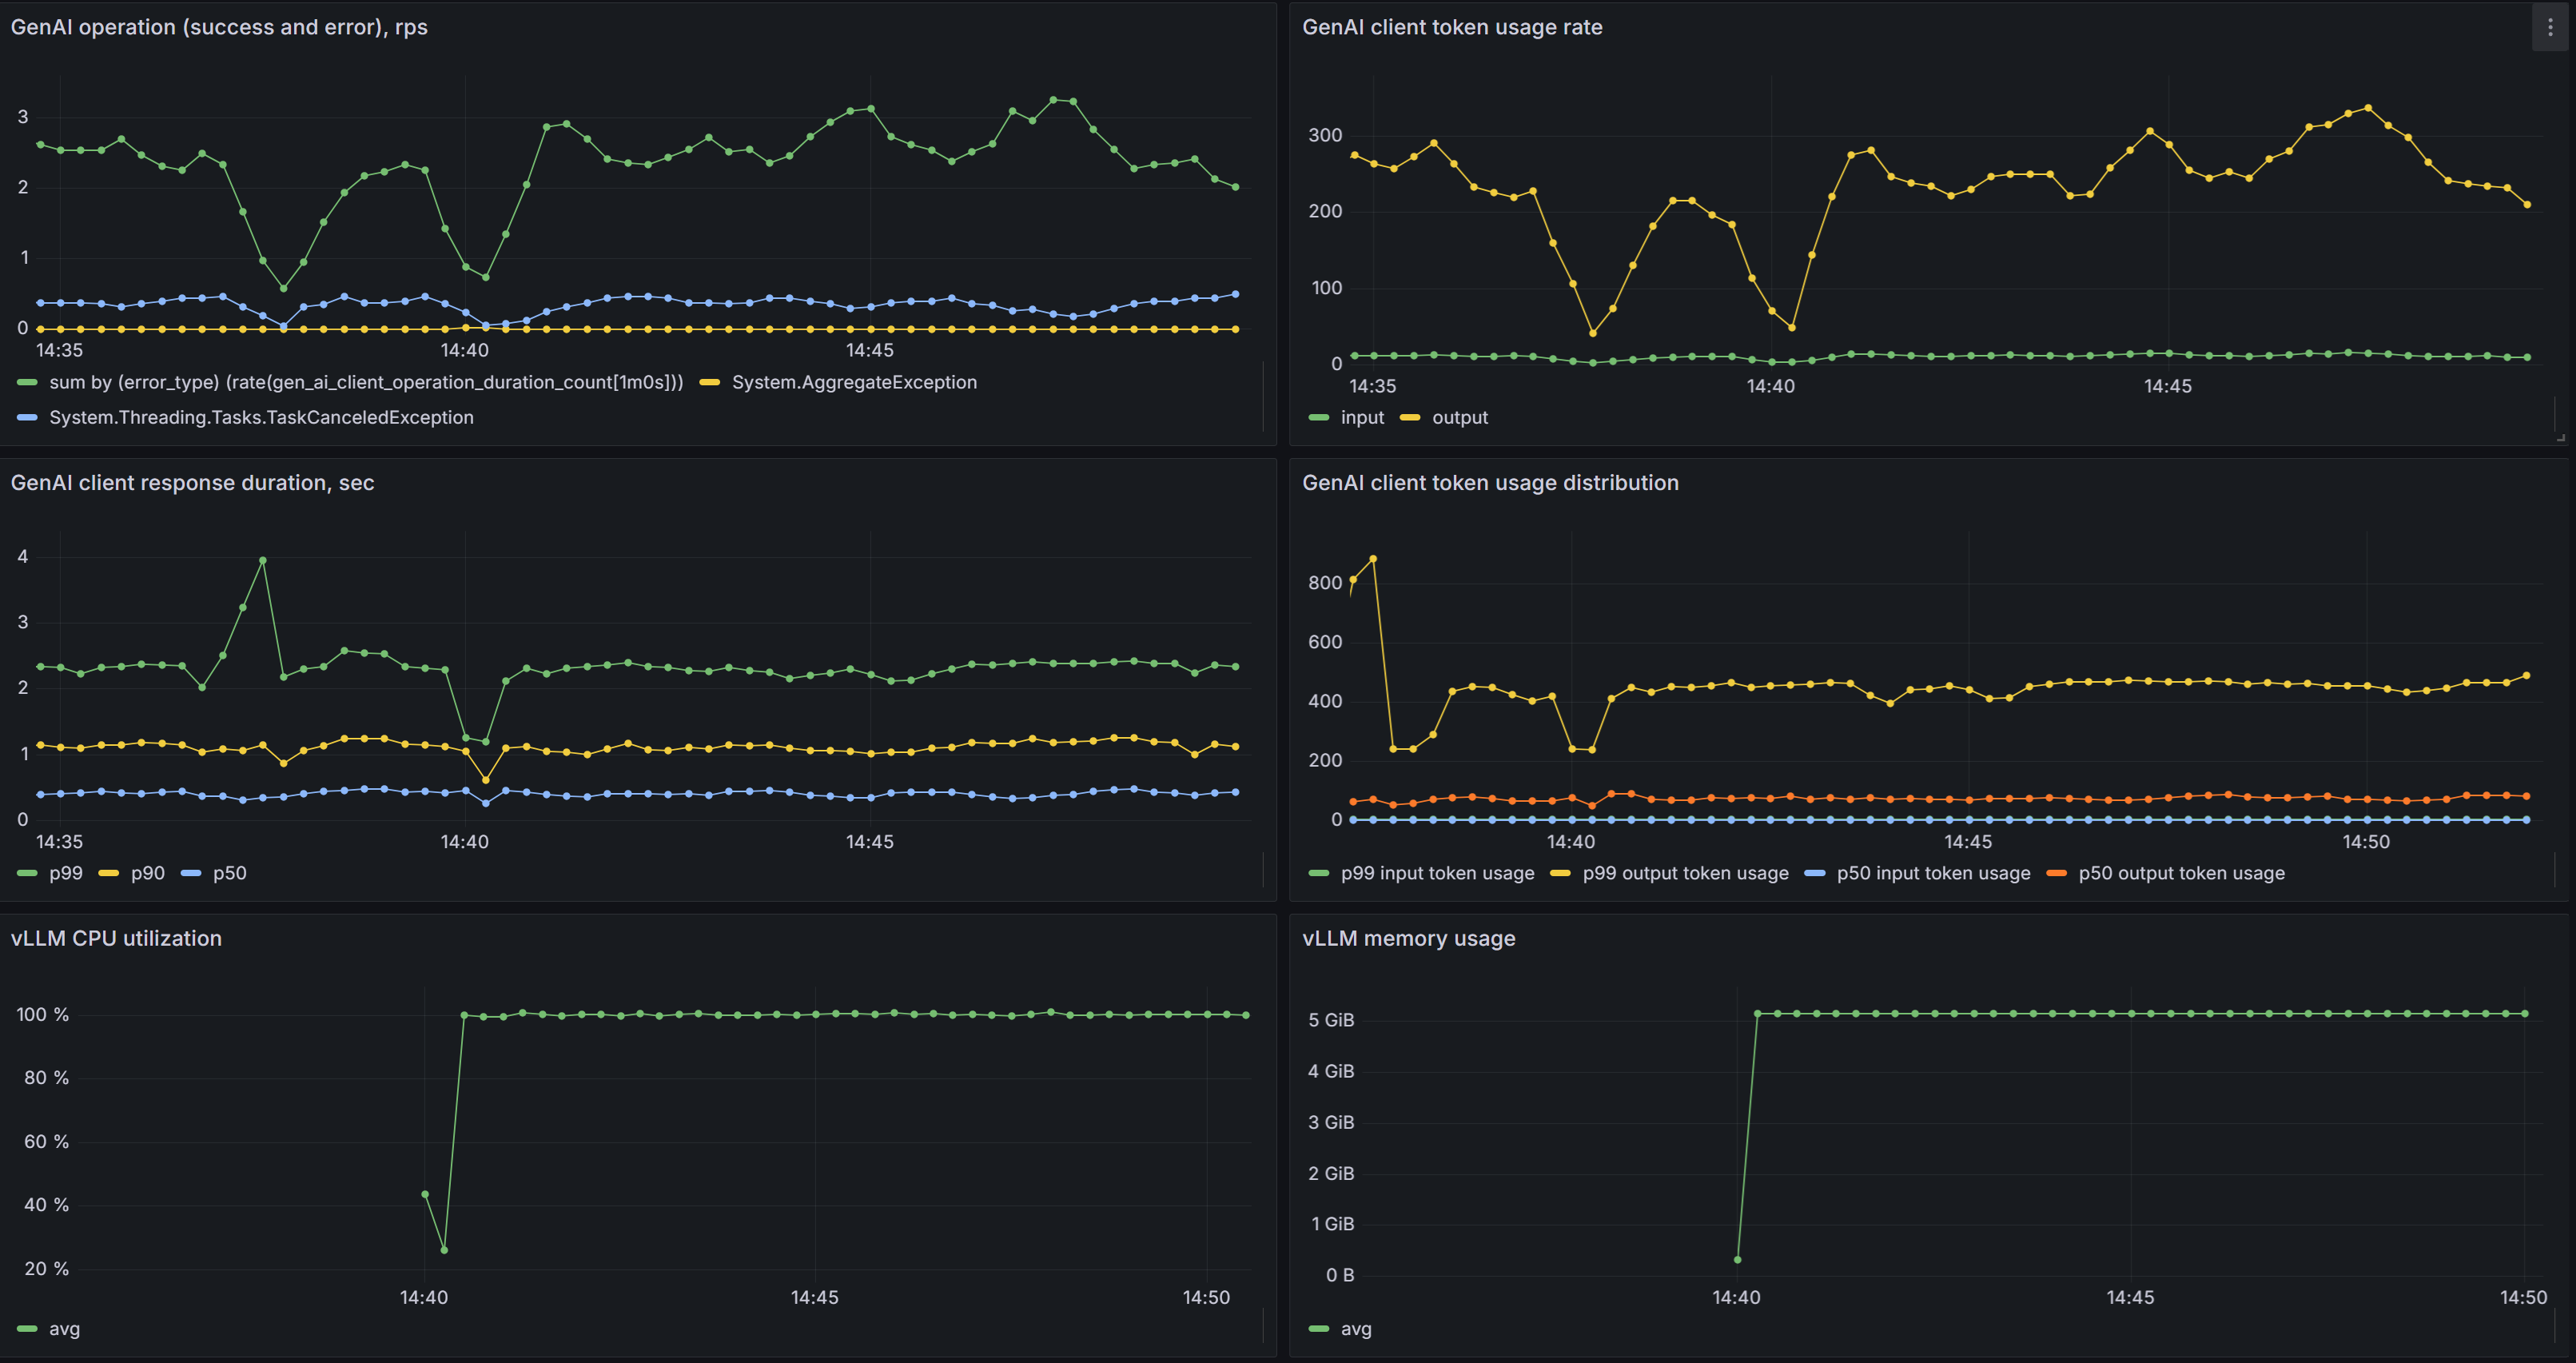 GenAI operation (success and error), rps
3
2
1
0
14:35 14:40 14:45
sum by (error_type) (rate(gen_ai_client_operation_duration_count[1m0s])) System.AggregateException
System.Threading.Tasks.TaskCanceledException
GenAI client token usage rate
300
200
100
0
14:35 14:40 14:45
input output
GenAI client response duration, sec
4
3
2
1
0
14:35 14:40 14:45
p99 p90 p50
GenAI client token usage distribution
800
600
400
200
0
14:40 14:45 14:50
p99 input token usage p99 output token usage p50 input token usage p50 output token usage
vLLM CPU utilization
100 %
80 %
60 %
40 %
20 %
14:40 14:45 14:50
avg
vLLM memory usage
5 GiB
4 GiB
3 GiB
2 GiB
1 GiB
0 B
14:40 14:45 14:50
avg